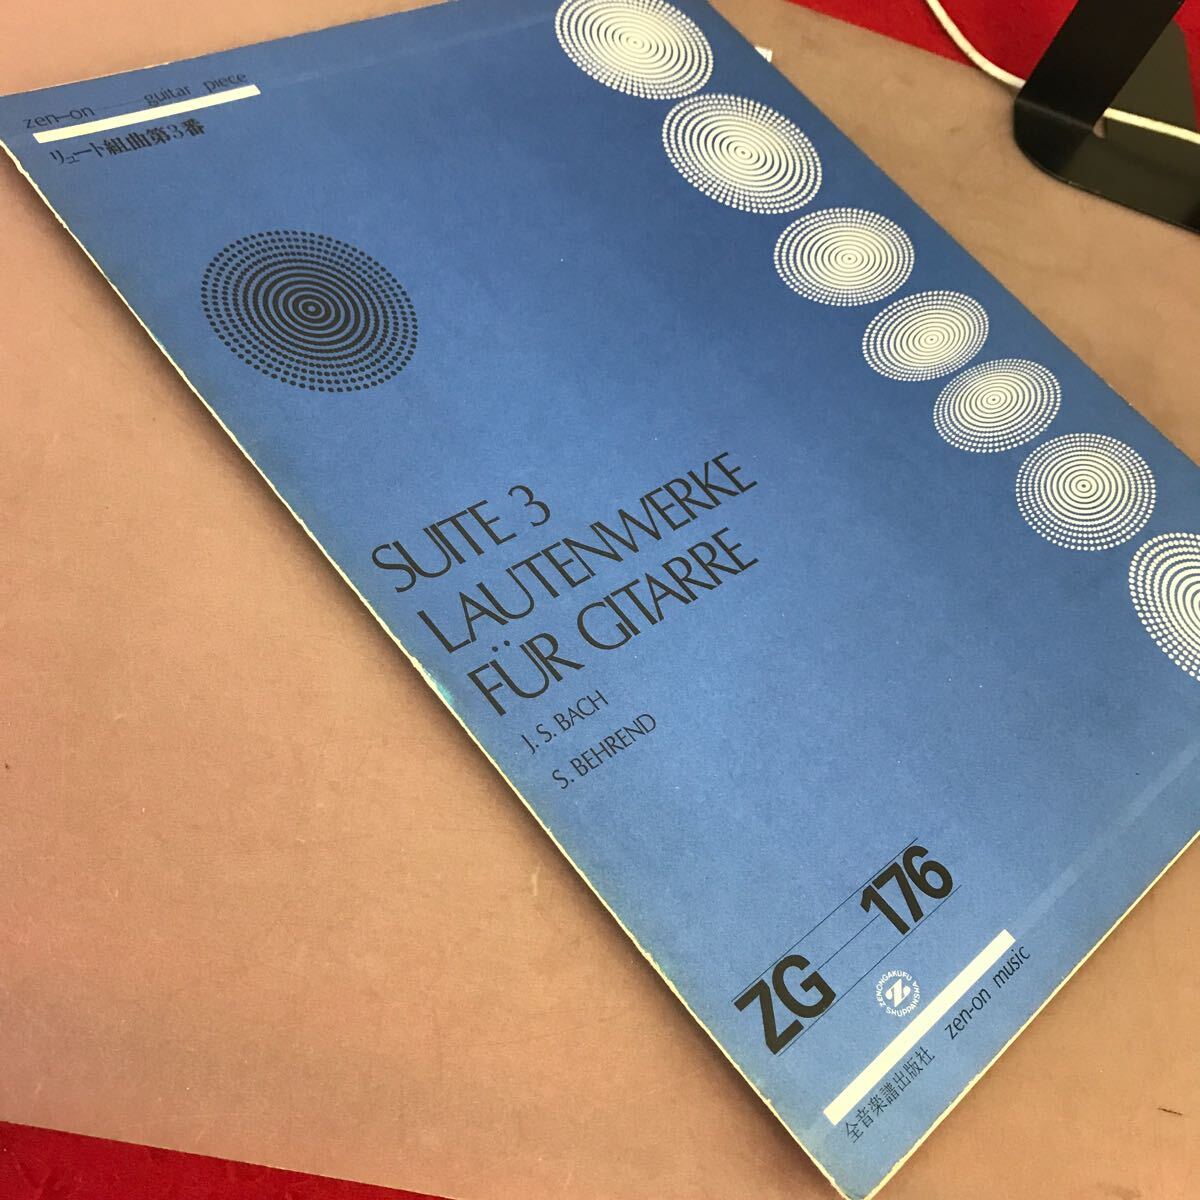 zen-on guitar piece
リュート組曲第3番
SUITE 3
LAUTENWERKE
FÜR GITARRE
J. S. BACH
S. BEHREND
ZG 176
ZENONGAKUFU
Z
SHUPPANSHA
全音楽譜出版社 zen-on music